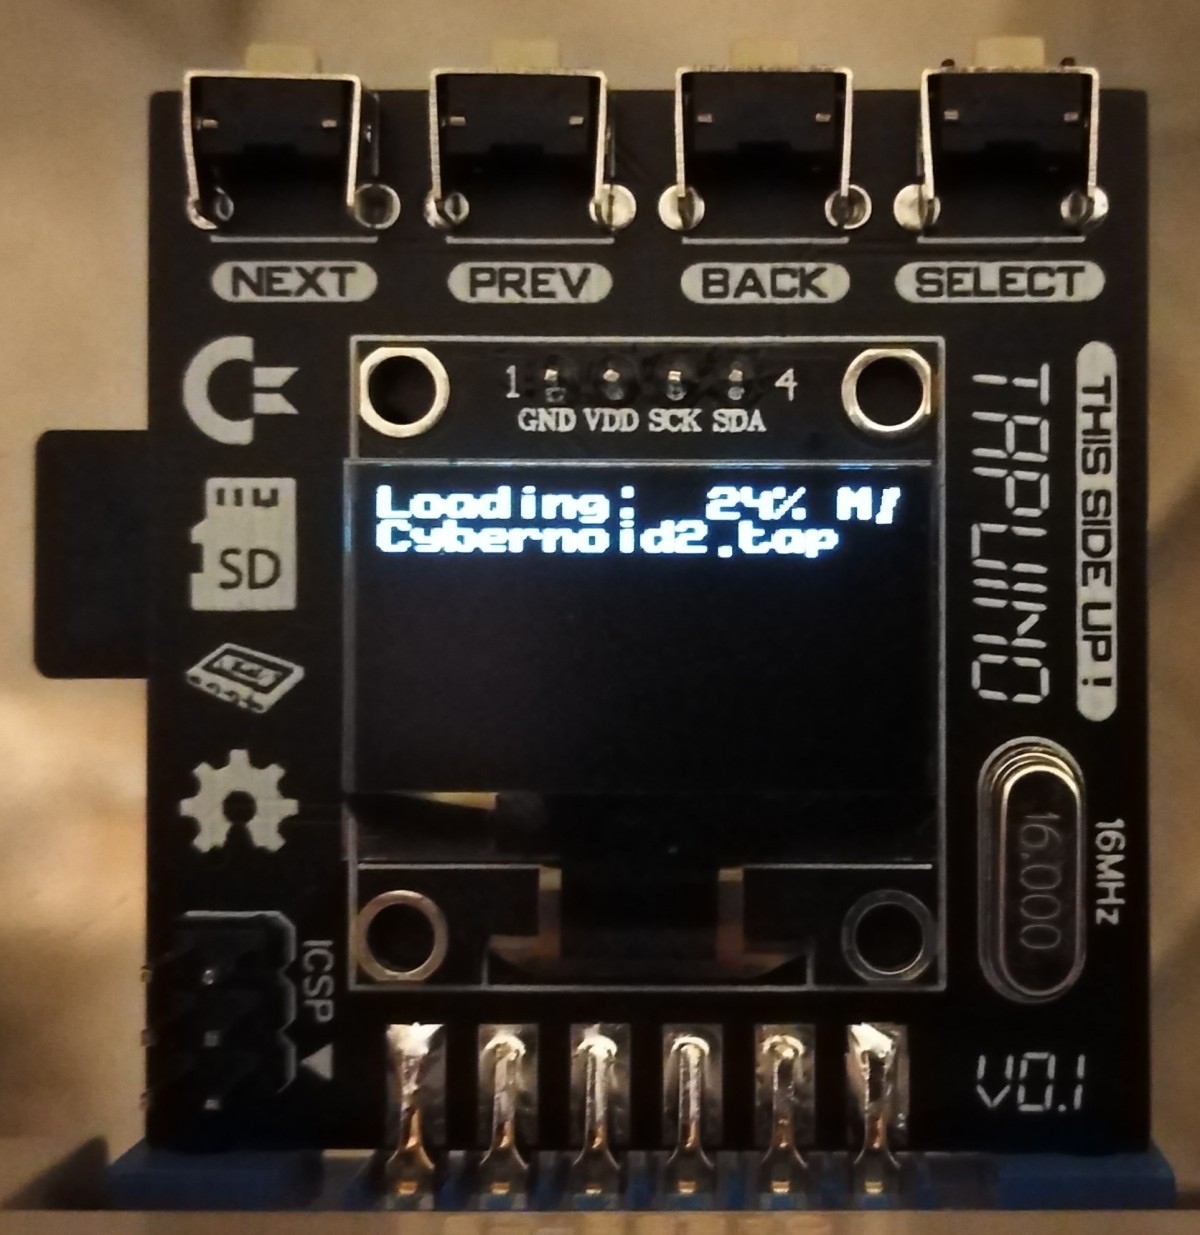 NEXT PREV BACK SELECT
1 4
GND VDD SCK SDA
Loading: 24% M/
Cybernoid2.tap
SD
THIS SIDE UP!
TAPUINO
16.000
16MHz
ICSP
V0.1